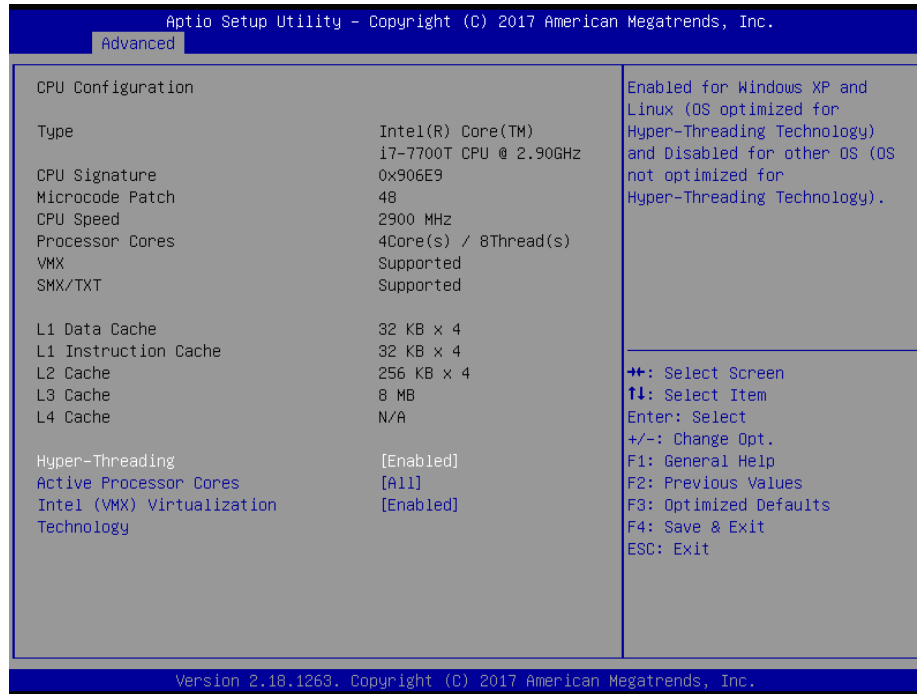 Aptio Setup Utility – Copyright (C) 2017 American Megatrends, Inc.
Advanced
CPU Configuration
Type Intel(R) Core(TM)
i7-7700T CPU @ 2.90GHz
CPU Signature 0x906E9
Microcode Patch 48
CPU Speed 2900 MHz
Processor Cores 4Core(s) / 8Thread(s)
VMX Supported
SMX/TXT Supported
L1 Data Cache 32 KB x 4
L1 Instruction Cache 32 KB x 4
L2 Cache 256 KB x 4
L3 Cache 8 MB
L4 Cache N/A
Hyper-Threading [Enabled]
Active Processor Cores [All]
Intel (VMX) Virtualization [Enabled]
Technology
Enabled for Windows XP and
Linux (OS optimized for
Hyper-Threading Technology)
and Disabled for other OS (OS
not optimized for
Hyper-Threading Technology).
→←: Select Screen
↑↓: Select Item
Enter: Select
+/-: Change Opt.
F1: General Help
F2: Previous Values
F3: Optimized Defaults
F4: Save & Exit
ESC: Exit
Version 2.18.1263. Copyright (C) 2017 American Megatrends, Inc.